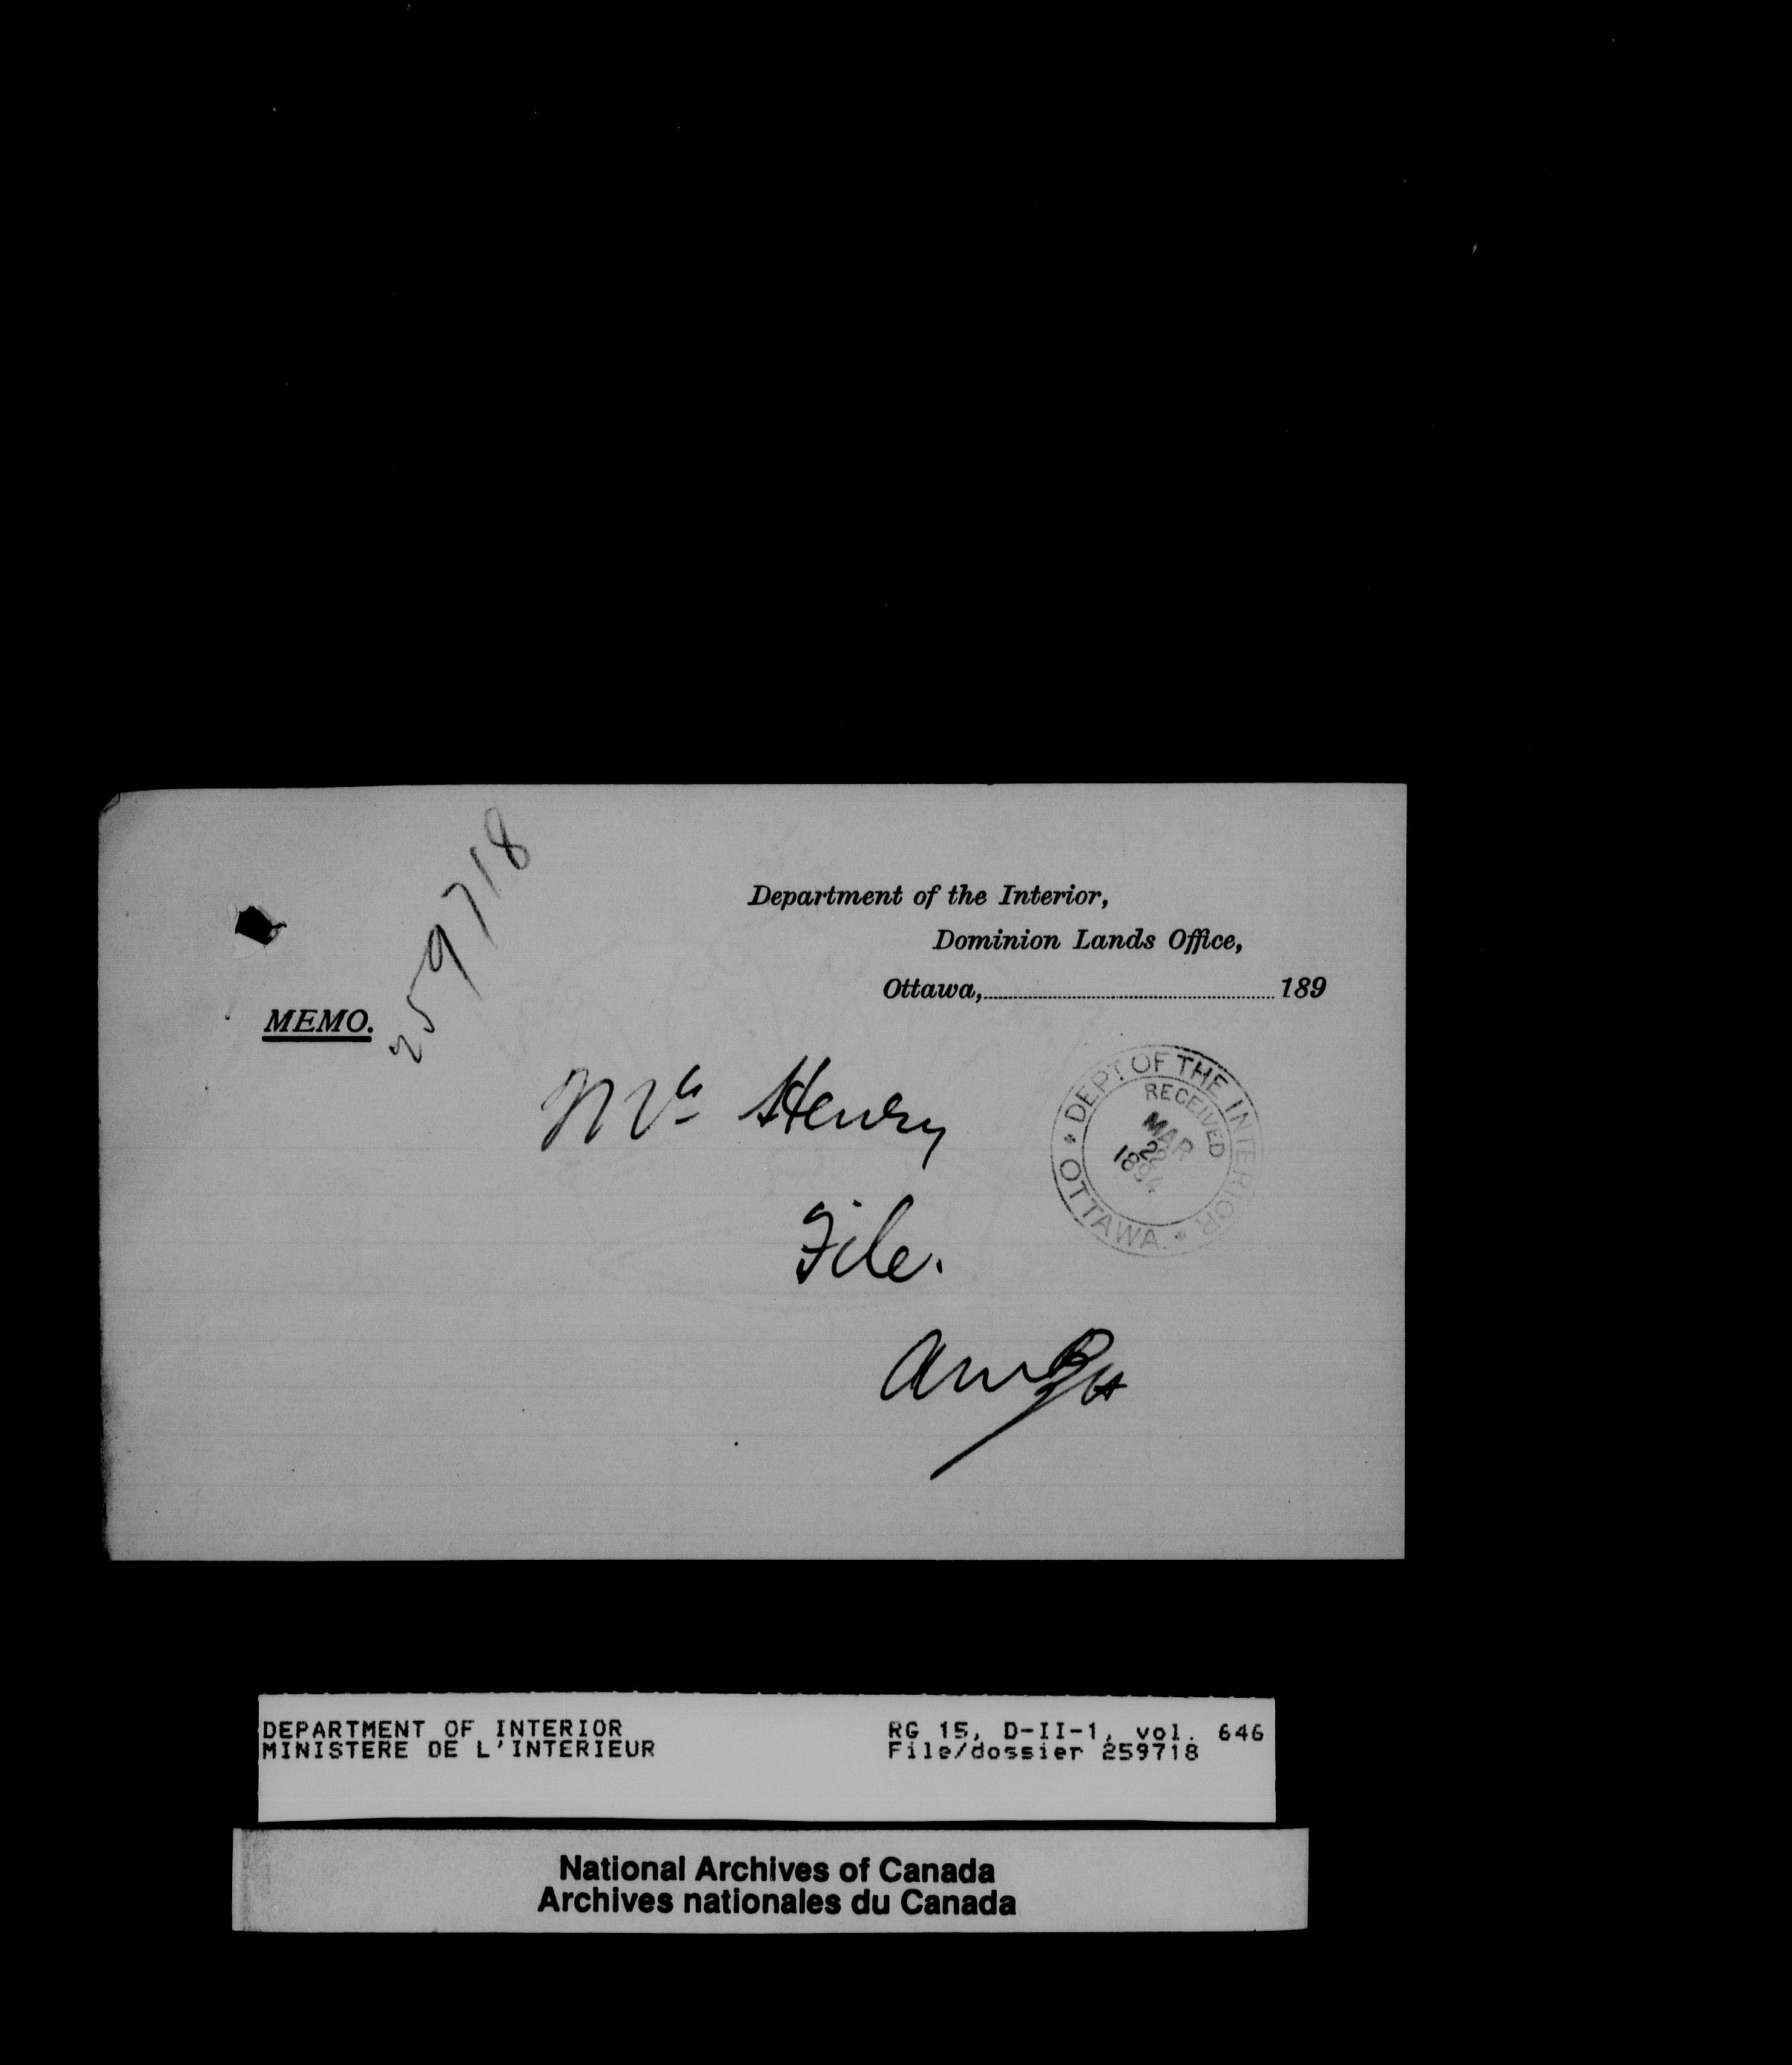 259718
Department of the Interior,
Dominion Lands Office,
Ottawa, 189
MEMO.
Mr Henry
DEPT. OF THE INTERIOR
RECEIVED
MAR
1894
* OTTAWA. *
File.
DEPARTMENT OF INTERIOR
MINISTERE DE L'INTERIEUR
RG 15, D-II-1, vol. 646
File/dossier 259718
National Archives of Canada
Archives nationales du Canada